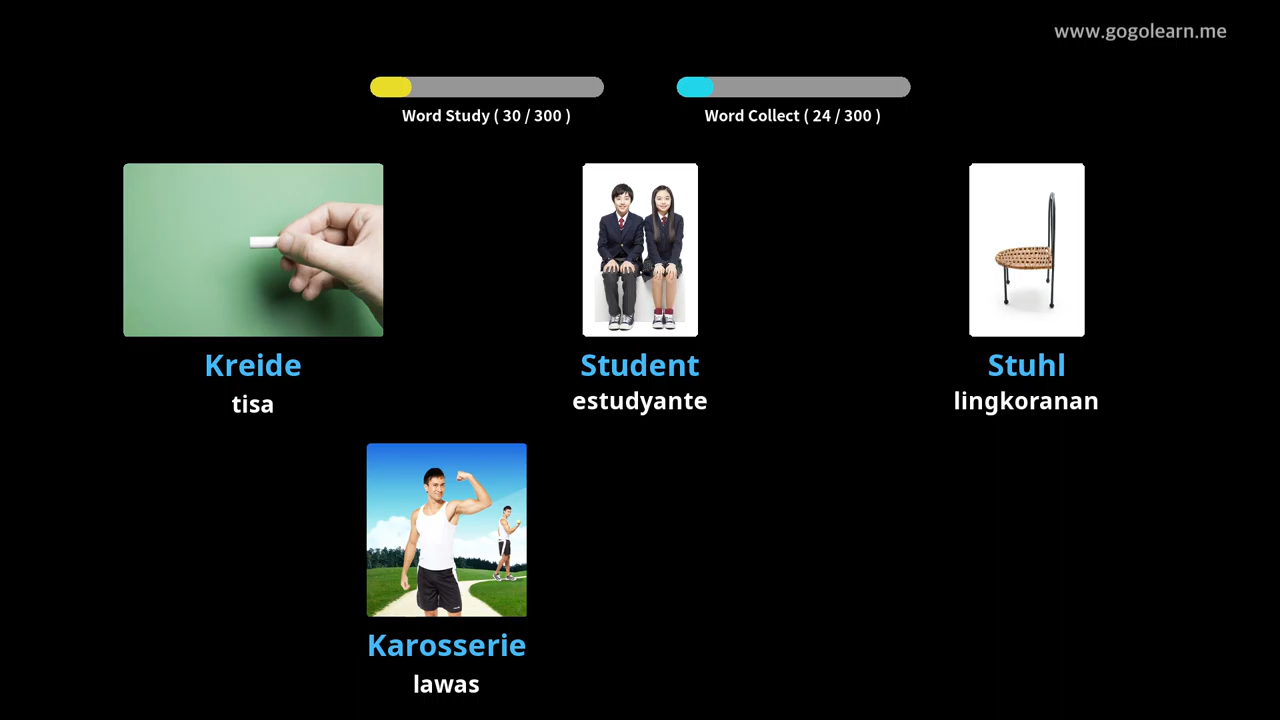 www.gogolearn.me
Word Study ( 30 / 300 )
Word Collect ( 24 / 300 )
Kreide
tisa
Student
estudyante
Stuhl
lingkoranan
Karosserie
lawas